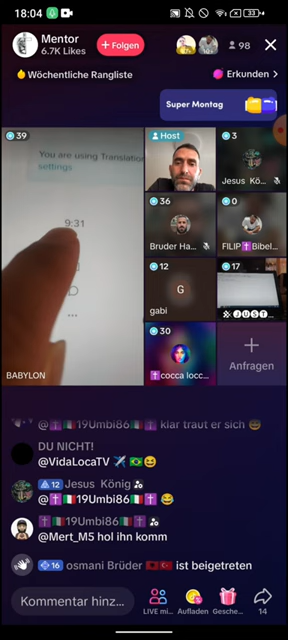 18:04
33%
Mentor
6.7K Likes
+ Folgen
98
Wöchentliche Rangliste
Erkunden >
Super Montag
39
You are using Translation
settings
9:31
BABYLON
Host
3
Jesus Kö...
36
Bruder Ha...
0
FILIP✝️Bibel...
12
G
gabi
17
JUST
30
✝️cocca locc...
+
Anfragen
@✝️🇮🇹19Umbi86🇮🇹✝️ klar traut er sich 😅
DU NICHT!
@VidaLocaTV ✈️ 🇧🇷😆
12 Jesus König
@✝️🇮🇹19Umbi86🇮🇹✝️ 😂
✝️🇮🇹19Umbi86🇮🇹✝️
@Mert_M5 hol ihn komm
16 osmani Brüder 🇦🇱🇹🇷 ist beigetreten
Kommentar hinz...
LIVE mi...
Aufladen
Gesche...
14